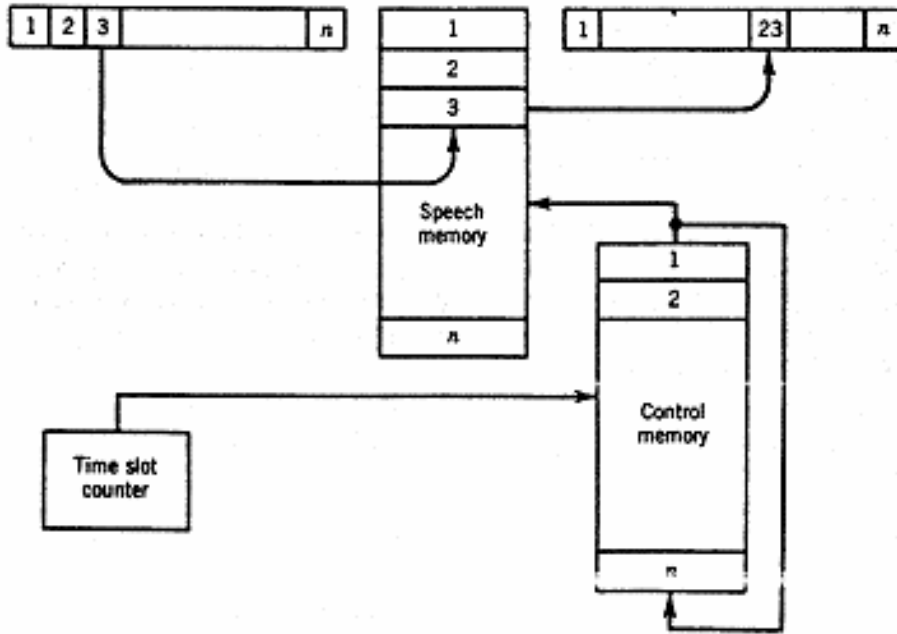 1 2 3 n
1
2
3
Speech
memory
n
1 23 n
1
2
Control
memory
n
Time slot
counter